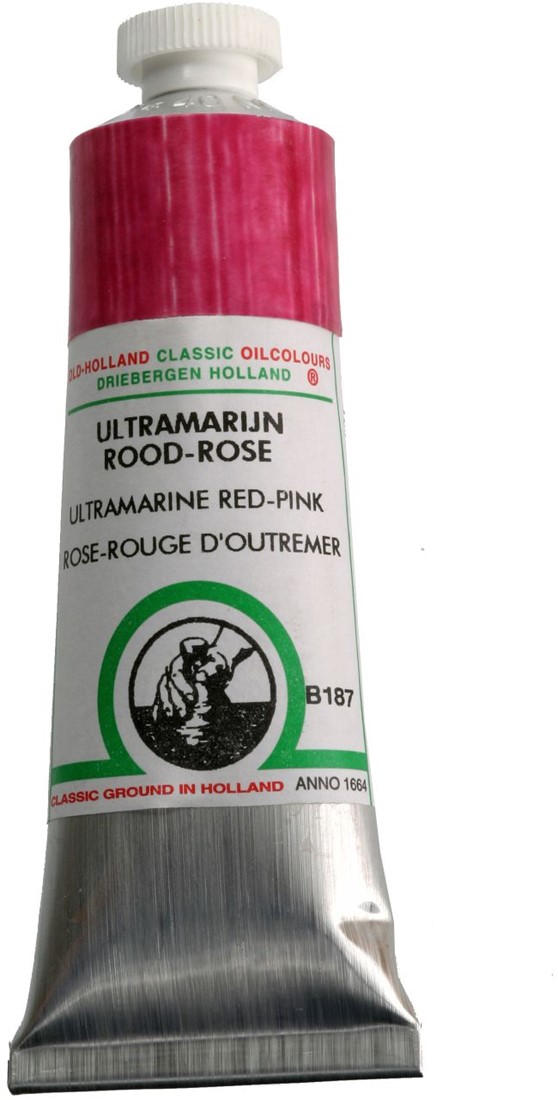 OLD-HOLLAND CLASSIC OILCOLOURS
DRIEBERGEN HOLLAND ®
ULTRAMARIJN
ROOD-ROSE
ULTRAMARINE RED-PINK
ROSE-ROUGE D'OUTREMER
B187
CLASSIC GROUND IN HOLLAND ANNO 1664